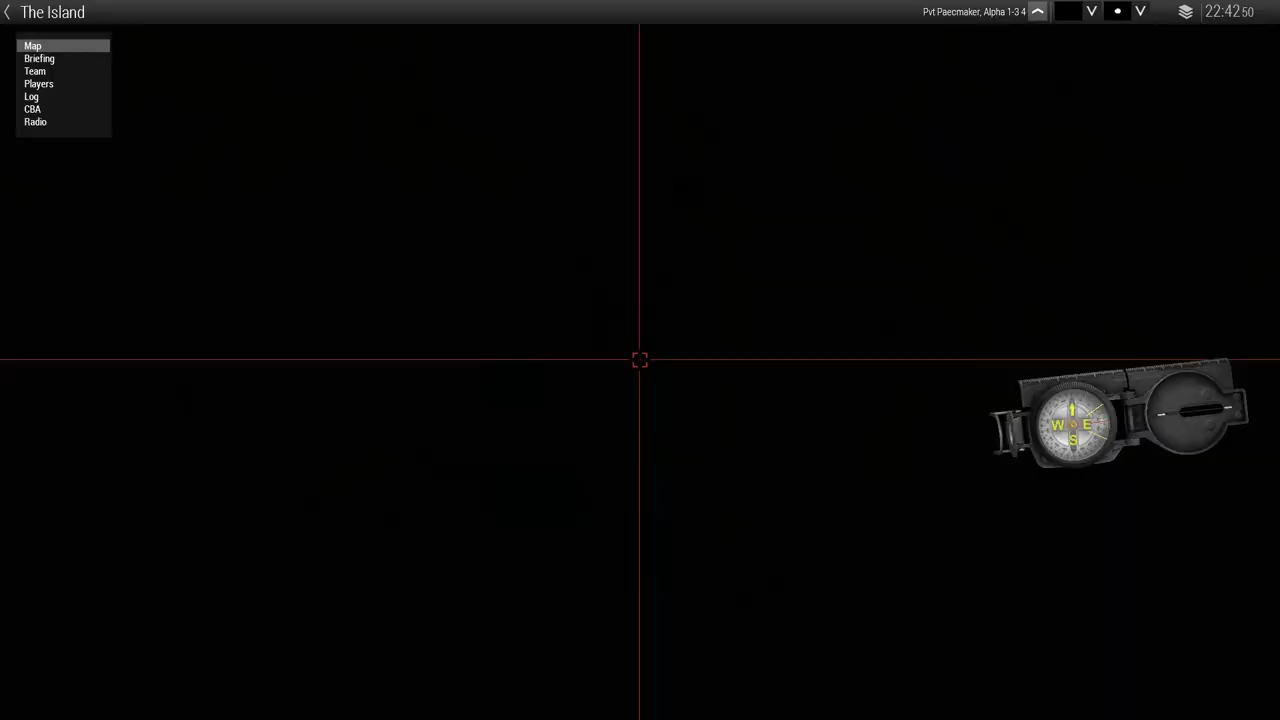 The Island
Pvt Paecmaker, Alpha 1-3 4
22:42 50
Map
Briefing
Team
Players
Log
CBA
Radio
W E
S